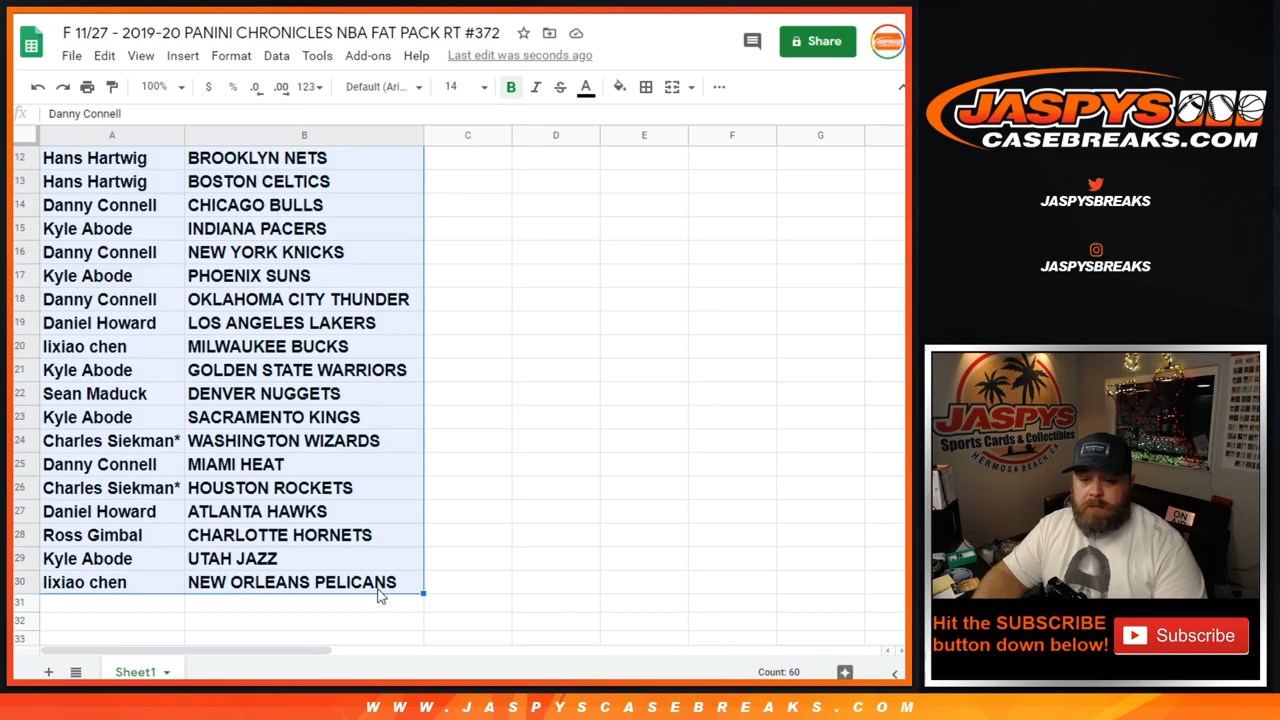 F 11/27 - 2019-20 PANINI CHRONICLES NBA FAT PACK RT #372
File Edit View Insert Format Data Tools Add-ons Help Last edit was seconds ago
Share
100% $ % .0 .00 123 Default (Ari... 14 B I S A
fx Danny Connell
A B C D E F G
12 Hans Hartwig BROOKLYN NETS
13 Hans Hartwig BOSTON CELTICS
14 Danny Connell CHICAGO BULLS
15 Kyle Abode INDIANA PACERS
16 Danny Connell NEW YORK KNICKS
17 Kyle Abode PHOENIX SUNS
18 Danny Connell OKLAHOMA CITY THUNDER
19 Daniel Howard LOS ANGELES LAKERS
20 lixiao chen MILWAUKEE BUCKS
21 Kyle Abode GOLDEN STATE WARRIORS
22 Sean Maduck DENVER NUGGETS
23 Kyle Abode SACRAMENTO KINGS
24 Charles Siekman* WASHINGTON WIZARDS
25 Danny Connell MIAMI HEAT
26 Charles Siekman* HOUSTON ROCKETS
27 Daniel Howard ATLANTA HAWKS
28 Ross Gimbal CHARLOTTE HORNETS
29 Kyle Abode UTAH JAZZ
30 lixiao chen NEW ORLEANS PELICANS
31
32
33
Sheet1
Count: 60
JASPYS
CASEBREAKS.COM
JASPYSBREAKS
JASPYSBREAKS
JASPYS
Sports Cards & Collectibles
HERMOSA BEACH, CA
ON AIR
Hit the SUBSCRIBE
button down below!
Subscribe
WWW.JASPYSCASEBREAKS.COM